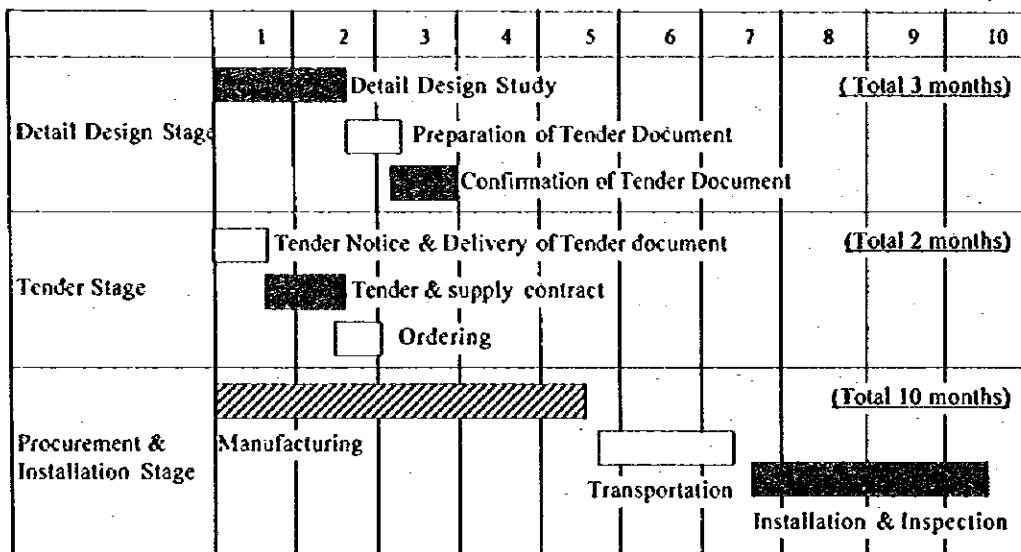 1 2 3 4 5 6 7 8 9 10
Detail Design Study
( Total 3 months)
Detail Design Stage
Preparation of Tender Document
Confirmation of Tender Document
Tender Notice & Delivery of Tender document
(Total 2 months)
Tender Stage
Tender & supply contract
Ordering
(Total 10 months)
Procurement &
Installation Stage
Manufacturing
Transportation
Installation & Inspection